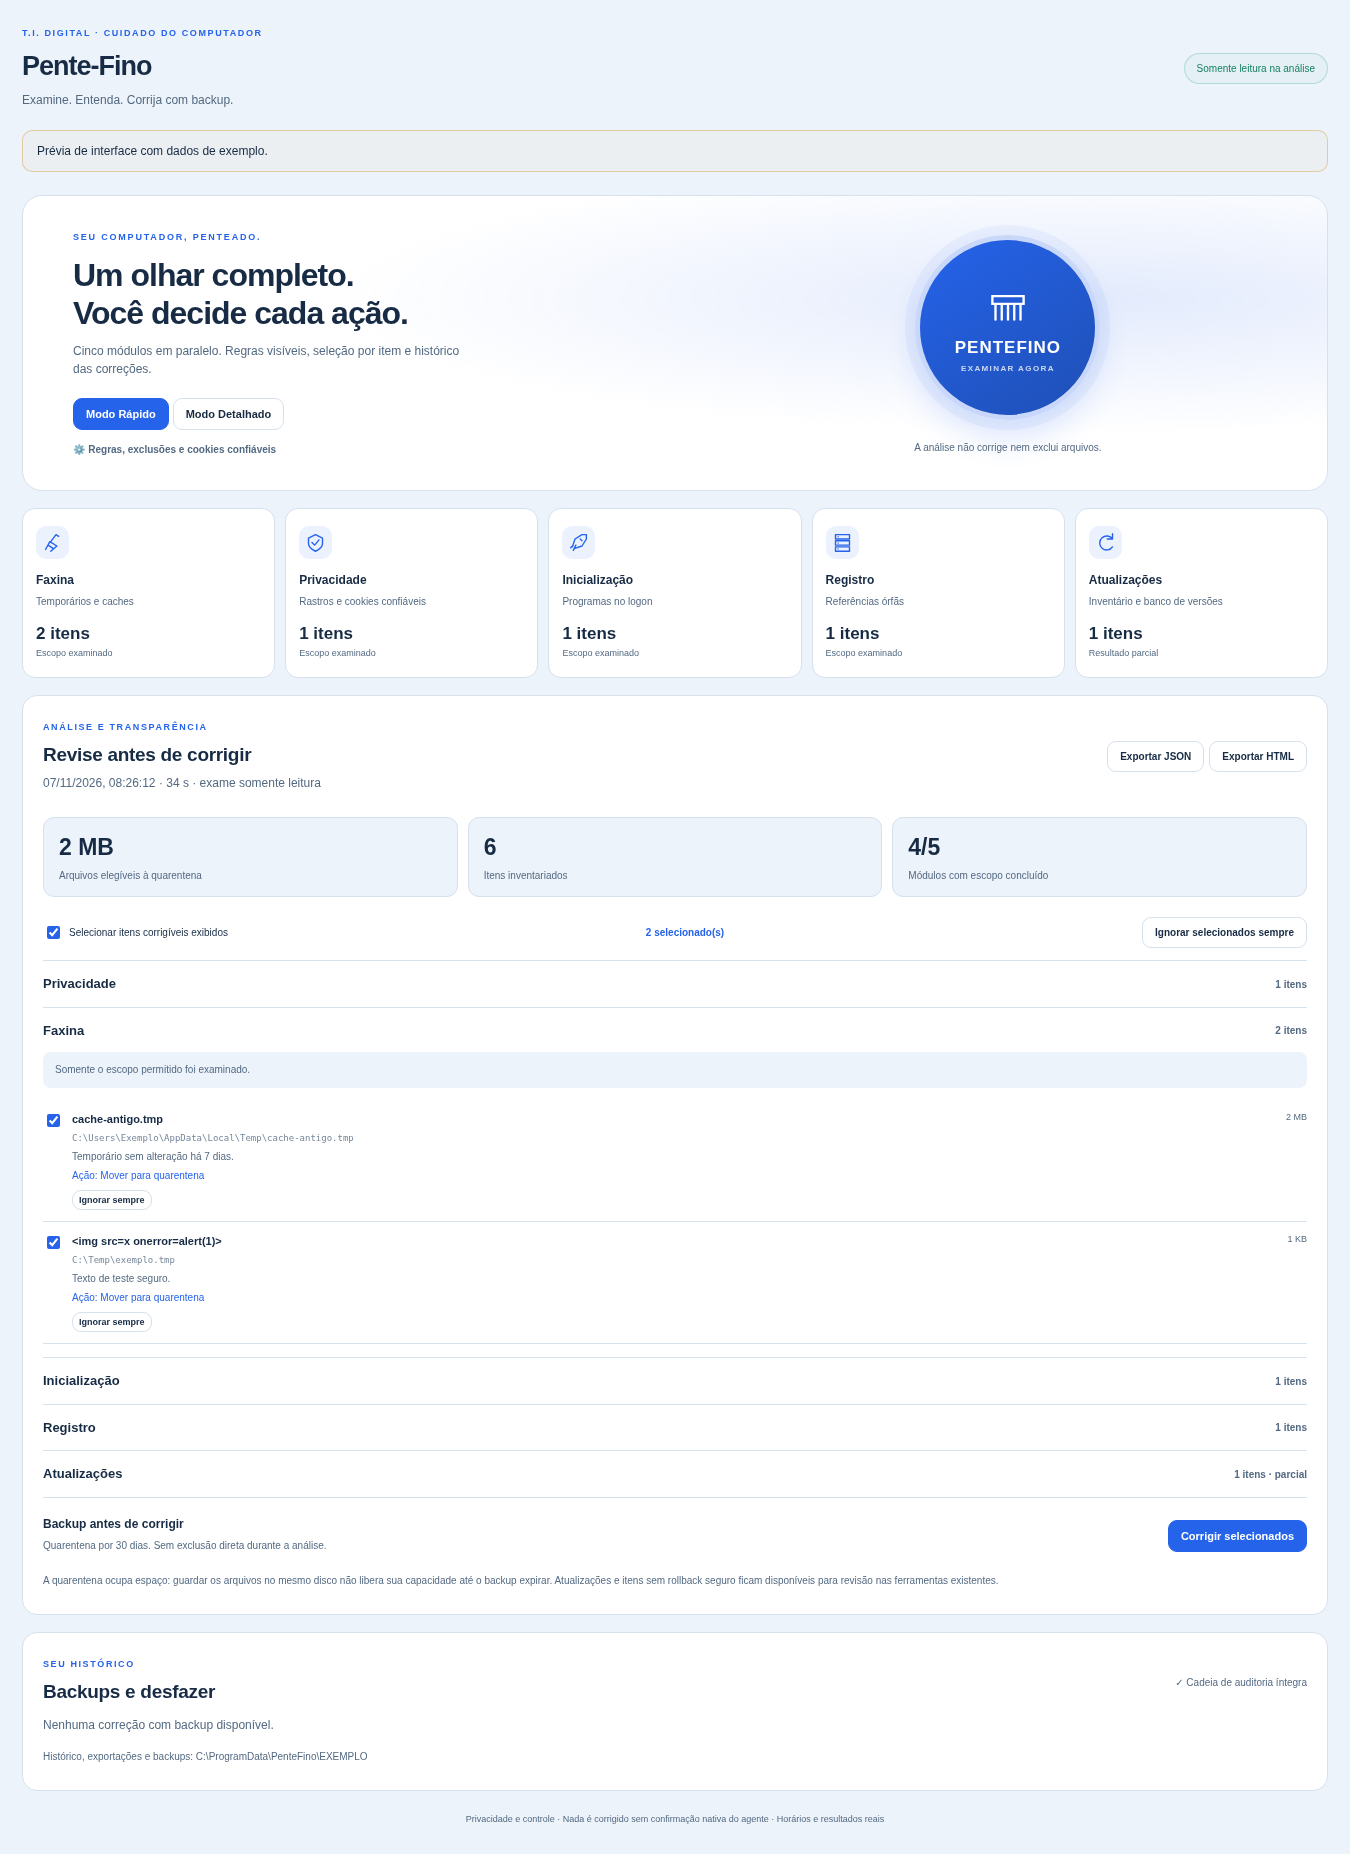 T.I. DIGITAL · CUIDADO DO COMPUTADOR
Pente-Fino
Somente leitura na análise
Examine. Entenda. Corrija com backup.
Prévia de interface com dados de exemplo.
SEU COMPUTADOR, PENTEADO.
Um olhar completo.
Você decide cada ação.
Cinco módulos em paralelo. Regras visíveis, seleção por item e histórico
das correções.
Modo Rápido
Modo Detalhado
⚙️ Regras, exclusões e cookies confiáveis
PENTEFINO
EXAMINAR AGORA
A análise não corrige nem exclui arquivos.
Faxina
Temporários e caches
2 itens
Escopo examinado
Privacidade
Rastros e cookies confiáveis
1 itens
Escopo examinado
Inicialização
Programas no logon
1 itens
Escopo examinado
Registro
Referências órfãs
1 itens
Escopo examinado
Atualizações
Inventário e banco de versões
1 itens
Resultado parcial
ANÁLISE E TRANSPARÊNCIA
Revise antes de corrigir
07/11/2026, 08:26:12 · 34 s · exame somente leitura
Exportar JSON
Exportar HTML
2 MB
Arquivos elegíveis à quarentena
6
Itens inventariados
4/5
Módulos com escopo concluído
Selecionar itens corrigíveis exibidos
2 selecionado(s)
Ignorar selecionados sempre
Privacidade
1 itens
Faxina
2 itens
Somente o escopo permitido foi examinado.
cache-antigo.tmp
2 MB
C:\Users\Exemplo\AppData\Local\Temp\cache-antigo.tmp
Temporário sem alteração há 7 dias.
Ação: Mover para quarentena
Ignorar sempre
<img src=x onerror=alert(1)>
1 KB
C:\Temp\exemplo.tmp
Texto de teste seguro.
Ação: Mover para quarentena
Ignorar sempre
Inicialização
1 itens
Registro
1 itens
Atualizações
1 itens · parcial
Backup antes de corrigir
Quarentena por 30 dias. Sem exclusão direta durante a análise.
Corrigir selecionados
A quarentena ocupa espaço: guardar os arquivos no mesmo disco não libera sua capacidade até o backup expirar. Atualizações e itens sem rollback seguro ficam disponíveis para revisão nas ferramentas existentes.
SEU HISTÓRICO
Backups e desfazer
✓ Cadeia de auditoria íntegra
Nenhuma correção com backup disponível.
Histórico, exportações e backups: C:\ProgramData\PenteFino\EXEMPLO
Privacidade e controle · Nada é corrigido sem confirmação nativa do agente · Horários e resultados reais